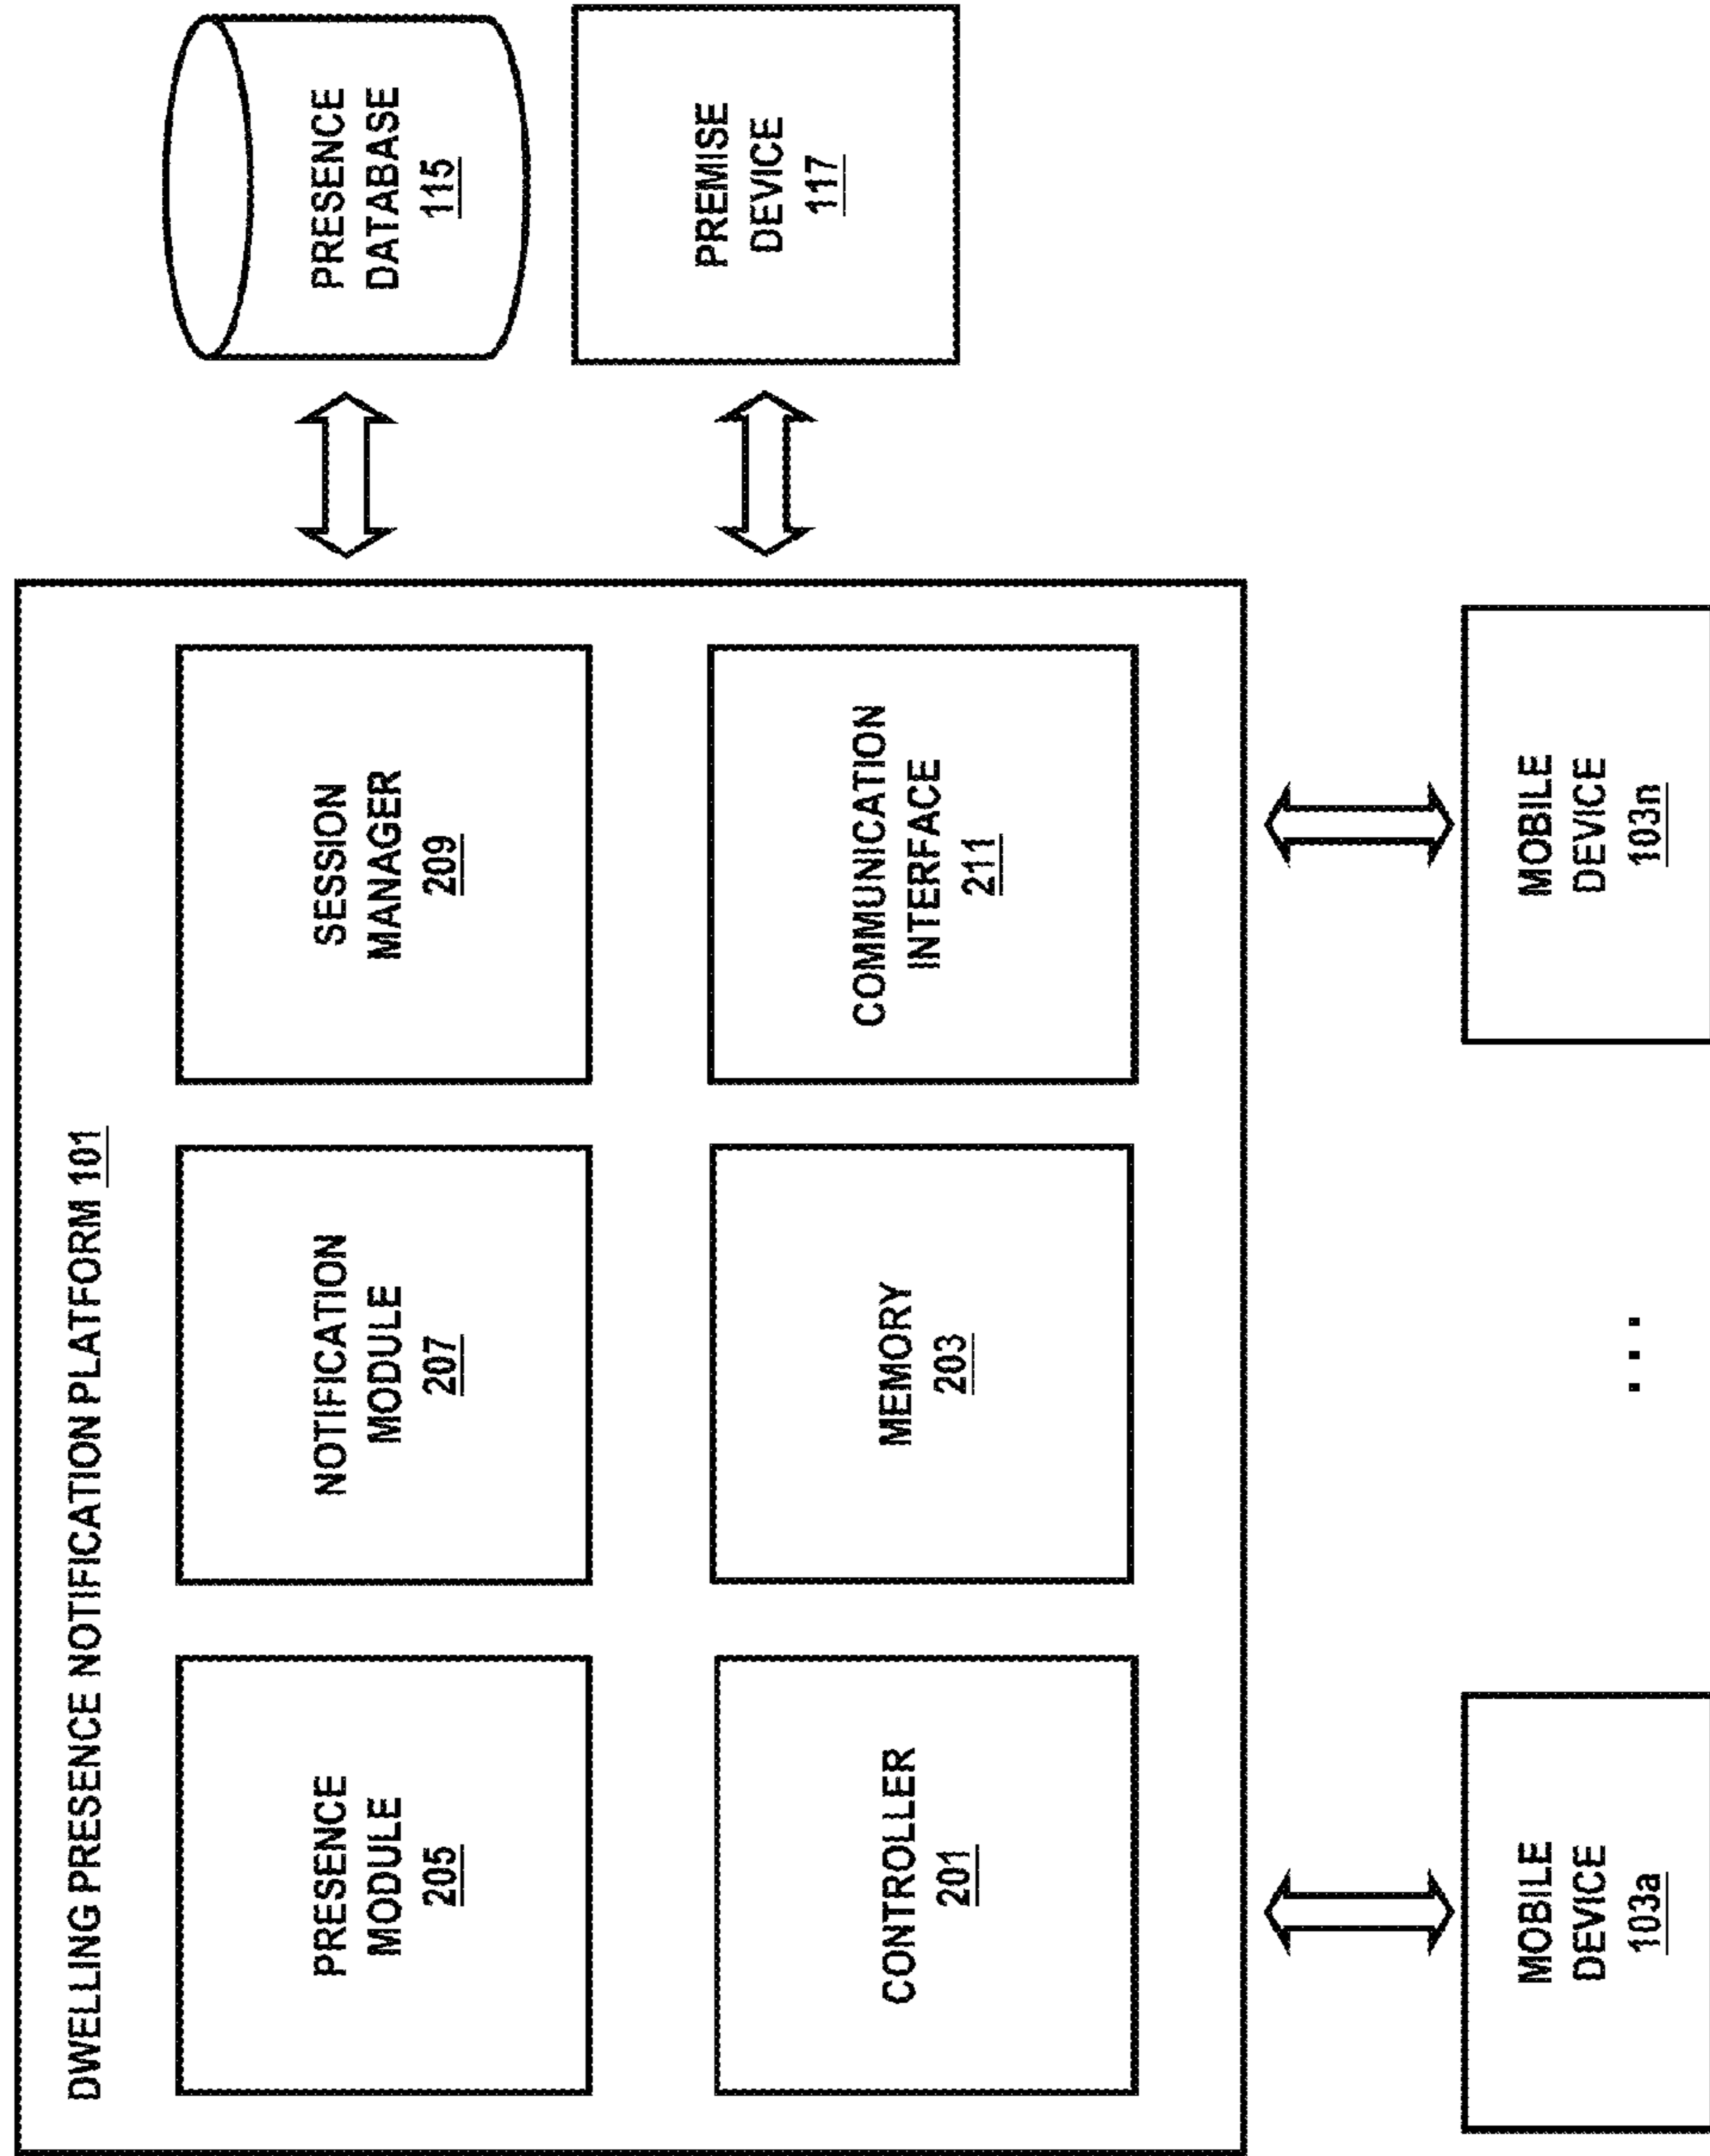 DWELLING PRESENCE NOTIFICATION PLATFORM 101
PRESENCE
MODULE
205
NOTIFICATION
MODULE
207
SESSION
MANAGER
209
CONTROLLER
201
MEMORY
203
COMMUNICATION
INTERFACE
211
PRESENCE
DATABASE
115
PREMISE
DEVICE
117
MOBILE
DEVICE
103a
. . .
MOBILE
DEVICE
103n